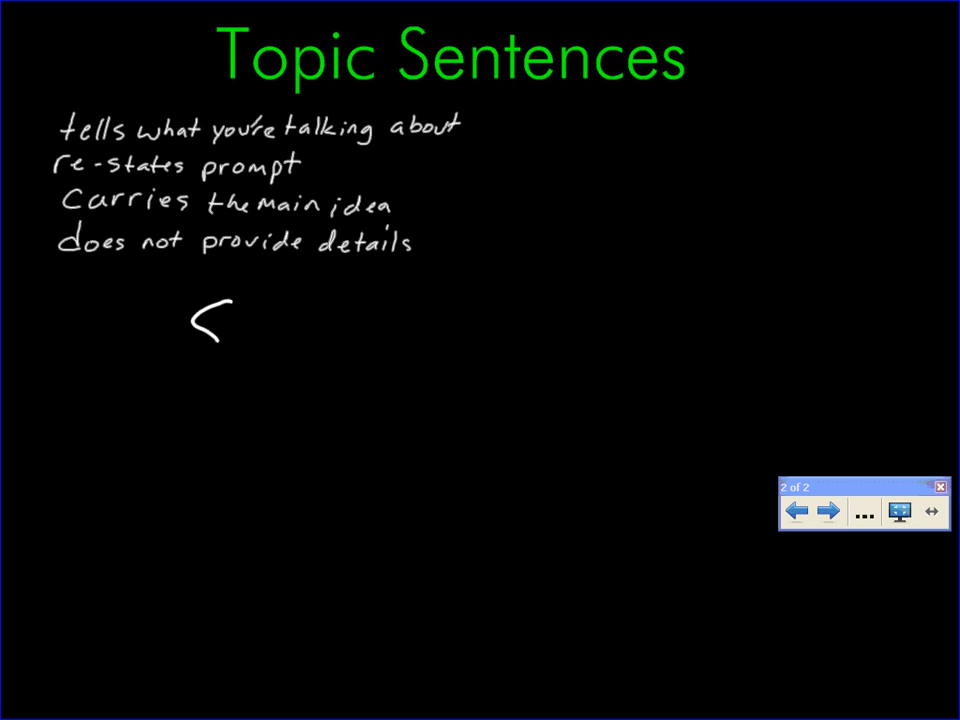 Topic Sentences
tells what you're talking about
re-states prompt
carries the main idea
does not provide details
2 of 2
...